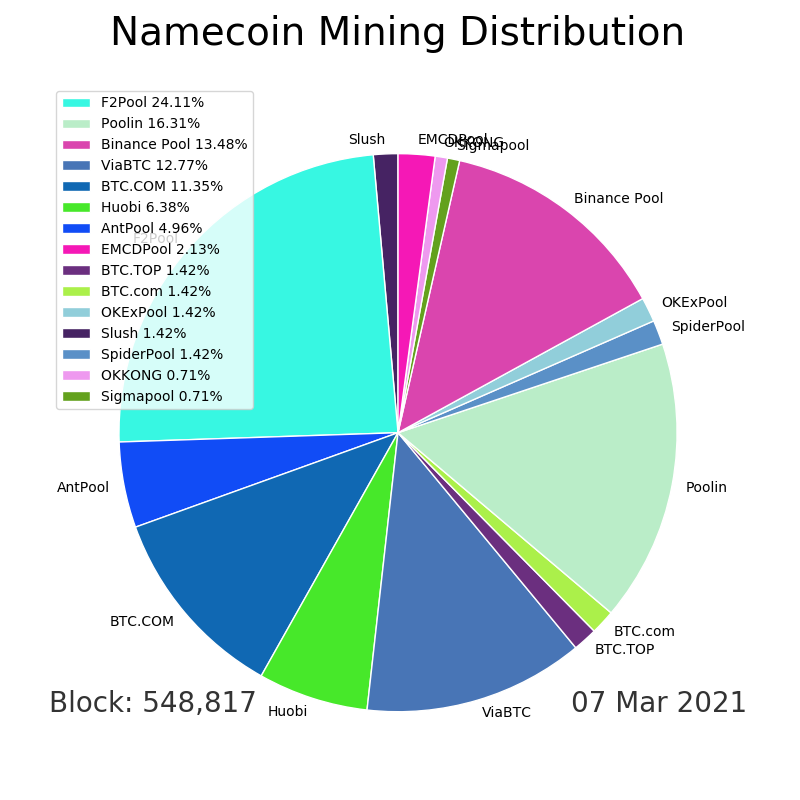 Namecoin Mining Distribution
F2Pool 24.11%
Poolin 16.31%
Binance Pool 13.48%
ViaBTC 12.77%
BTC.COM 11.35%
Huobi 6.38%
AntPool 4.96%
EMCDPool 2.13%
BTC.TOP 1.42%
BTC.com 1.42%
OKExPool 1.42%
Slush 1.42%
SpiderPool 1.42%
OKKONG 0.71%
Sigmapool 0.71%
Slush
EMCDPool
OKKONG
Sigmapool
Binance Pool
F2Pool
OKExPool
SpiderPool
AntPool
Poolin
BTC.COM
BTC.com
BTC.TOP
Huobi
ViaBTC
Block: 548,817
07 Mar 2021